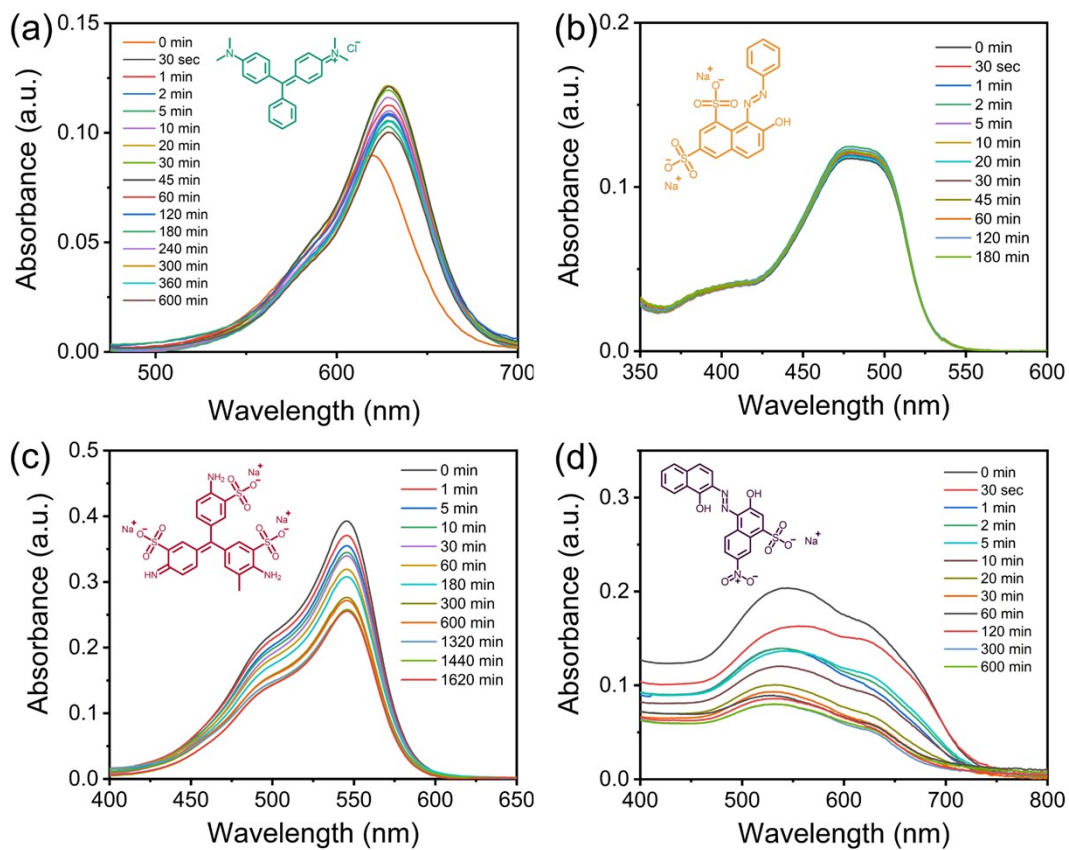 (a)
Absorbance (a.u.)
0.15
0.10
0.05
0.00
500
600
700
Wavelength (nm)
0 min
30 sec
1 min
2 min
5 min
10 min
20 min
30 min
45 min
60 min
120 min
180 min
240 min
300 min
360 min
600 min
N
N
+
Cl−
(b)
Absorbance (a.u.)
0.2
0.1
0.0
350
400
450
500
550
600
Wavelength (nm)
0 min
30 sec
1 min
2 min
5 min
10 min
20 min
30 min
45 min
60 min
120 min
180 min
Na+
O−
O
S
O
N
N
OH
O
S
−O
O
Na+
(c)
Absorbance (a.u.)
0.5
0.4
0.3
0.2
0.1
0.0
400
450
500
550
600
650
Wavelength (nm)
0 min
1 min
5 min
10 min
30 min
60 min
180 min
300 min
600 min
1320 min
1440 min
1620 min
Na+
NH2
O
O
S
O−
Na+
−O
O
S
O
Na+
O
O−
S
O
HN
NH2
(d)
Absorbance (a.u.)
0.3
0.2
0.1
0.0
400
500
600
700
800
Wavelength (nm)
0 min
30 sec
1 min
2 min
5 min
10 min
20 min
30 min
60 min
120 min
300 min
600 min
N
N
OH
OH
O
S
O
O−
Na+
O
N+
O−